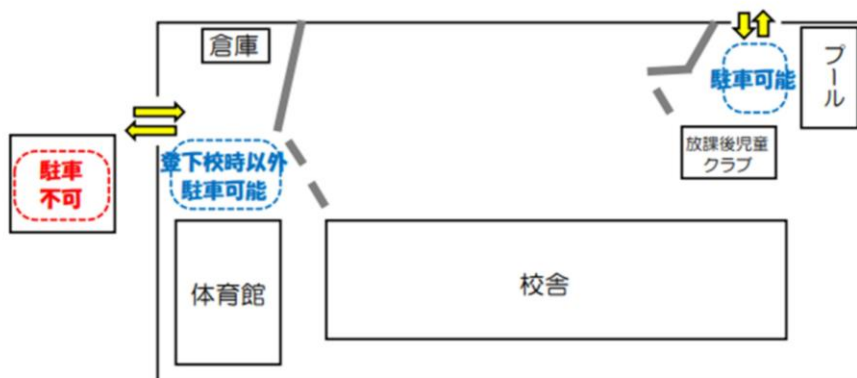 倉庫
駐車可能
プール
駐車
不可
登下校時以外
駐車可能
放課後児童
クラブ
体育館
校舎